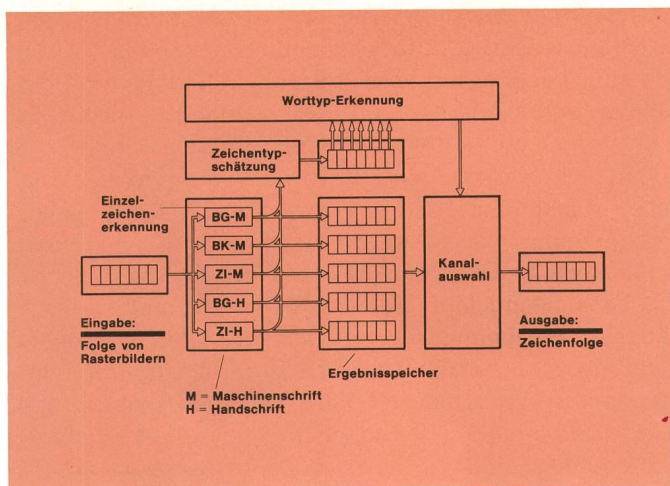 Worttyp-Erkennung
Zeichentyp-
schätzung
Einzel-
zeichen-
erkennung
BG-M
BK-M
ZI-M
BG-H
ZI-H
Kanal-
auswahl
Eingabe:
Folge von
Rasterbildern
Ausgabe:
Zeichenfolge
Ergebnisspeicher
M = Maschinenschrift
H = Handschrift